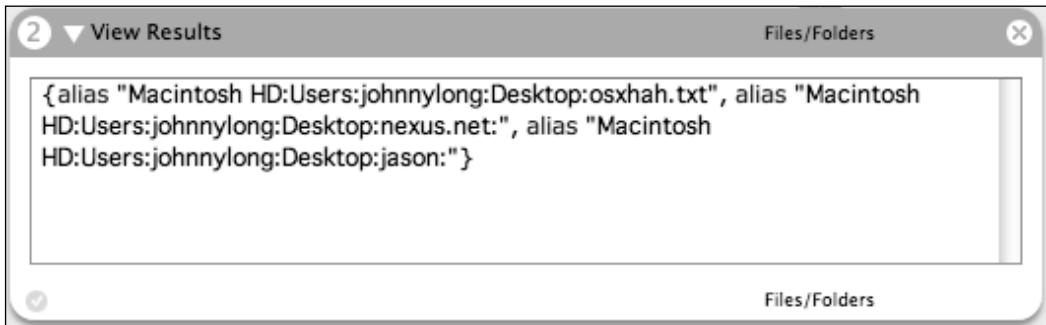 2 View Results Files/Folders
{alias "Macintosh HD:Users:johnnylong:Desktop:osxhah.txt", alias "Macintosh
HD:Users:johnnylong:Desktop:nexus.net:", alias "Macintosh
HD:Users:johnnylong:Desktop:jason:"}
Files/Folders